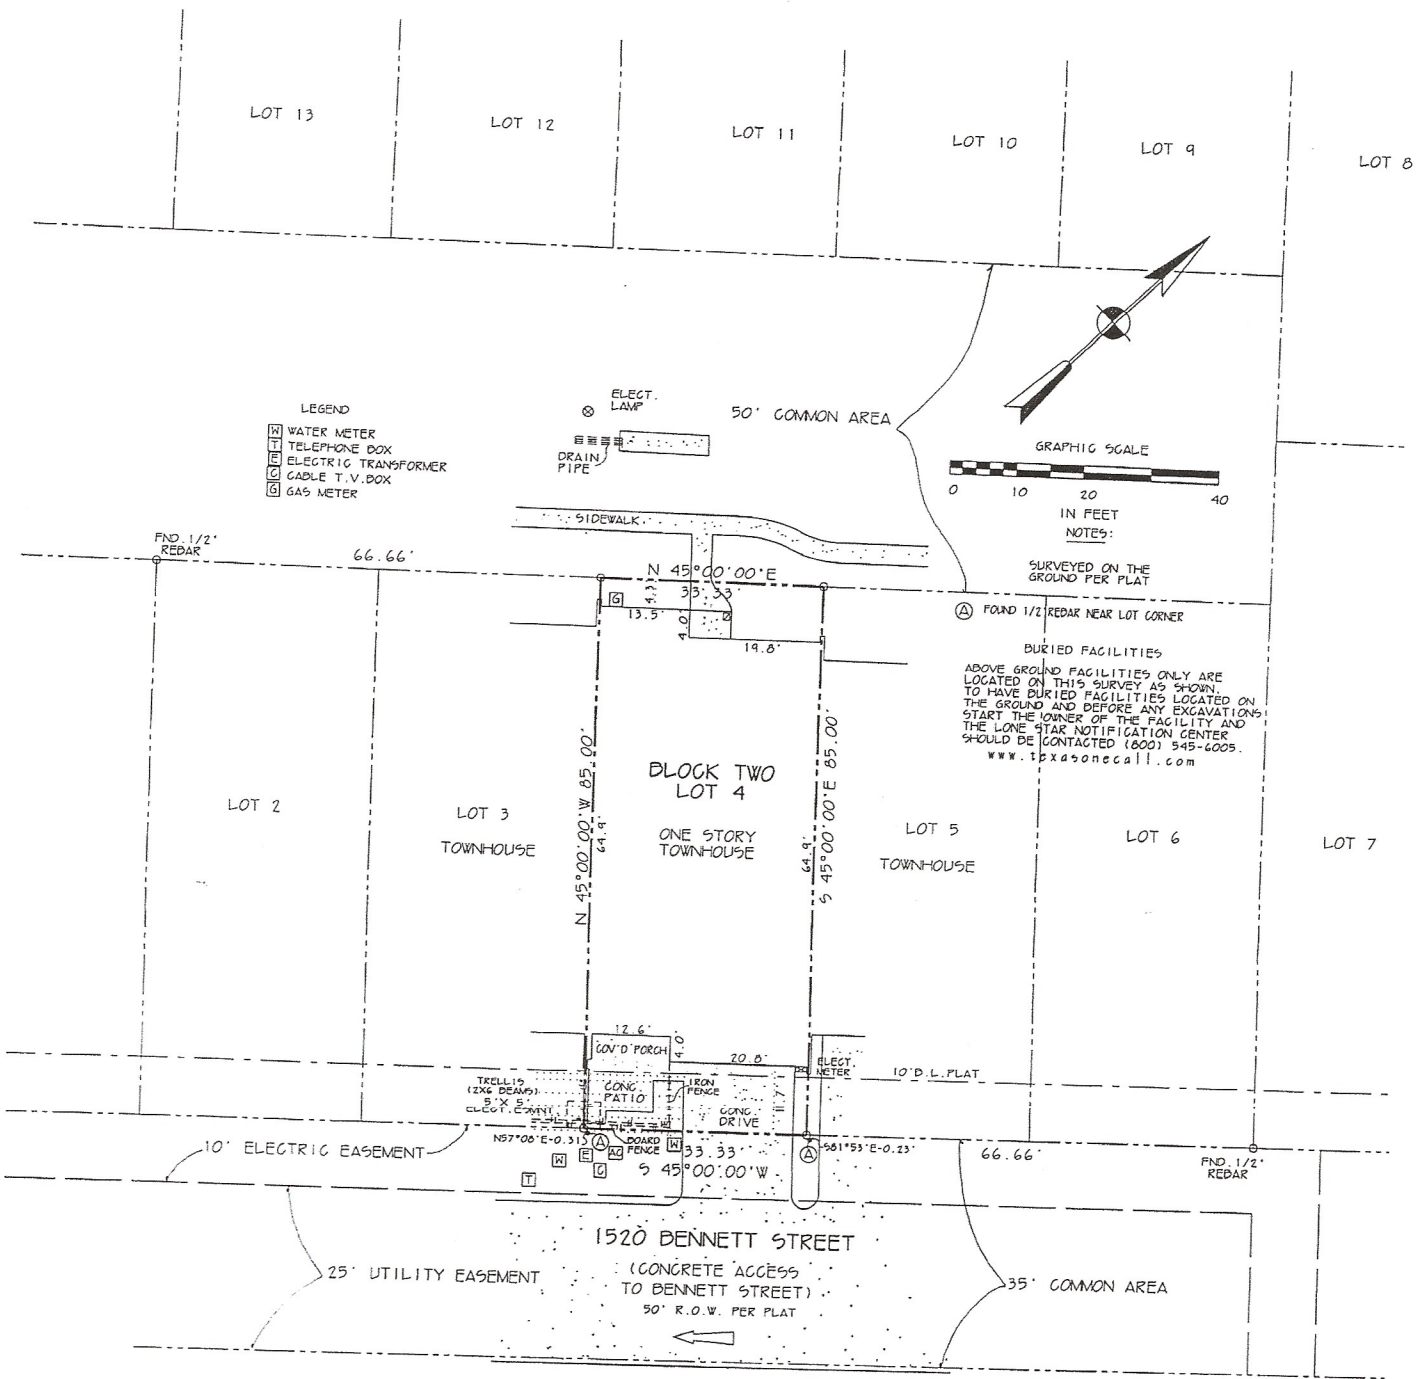 LOT 13
LOT 12
LOT 11
LOT 10
LOT 9
LOT 8
LEGEND
W WATER METER
T TELEPHONE BOX
E ELECTRIC TRANSFORMER
C CABLE T.V.BOX
G GAS METER
ELECT.
LAMP
DRAIN
PIPE
50' COMMON AREA
GRAPHIC SCALE
0 10 20 40
IN FEET
NOTES:
SURVEYED ON THE
GROUND PER PLAT
A FOUND 1/2 REBAR NEAR LOT CORNER
BURIED FACILITIES
ABOVE GROUND FACILITIES ONLY ARE
LOCATED ON THIS SURVEY AS SHOWN.
TO HAVE BURIED FACILITIES LOCATED ON
THE GROUND AND BEFORE ANY EXCAVATIONS
START THE OWNER OF THE FACILITY AND
THE LONE STAR NOTIFICATION CENTER
SHOULD BE CONTACTED (800) 545-6005.
www.texasonecall.com
SIDEWALK
FND. 1/2"
REBAR
66.66'
N 45°00'00"E
33.33'
4.3'
G
13.5'
4.0'
19.8'
N 45°00'00"W 85.00'
64.9'
BLOCK TWO
LOT 4
ONE STORY
TOWNHOUSE
64.9'
S 45°00'00"E 85.00'
LOT 2
LOT 3
TOWNHOUSE
LOT 5
TOWNHOUSE
LOT 6
LOT 7
12.6'
COV'D PORCH
4.0'
20.8'
ELECT
METER
10' B.L. PLAT
TRELLIS
(2X6 BEAMS)
5' X 5'
ELECT. ESMNT
CONC.
PATIO
IRON
FENCE
CONC.
DRIVE
11.7'
N57°08'E-0.31'
A
BOARD
FENCE
W
33.33'
S 45°00'00"W
A
S81°53'E-0.23'
66.66'
FND. 1/2"
REBAR
W
E
AC
C
T
10' ELECTRIC EASEMENT
25' UTILITY EASEMENT
1520 BENNETT STREET
(CONCRETE ACCESS
TO BENNETT STREET)
50' R.O.W. PER PLAT
35' COMMON AREA